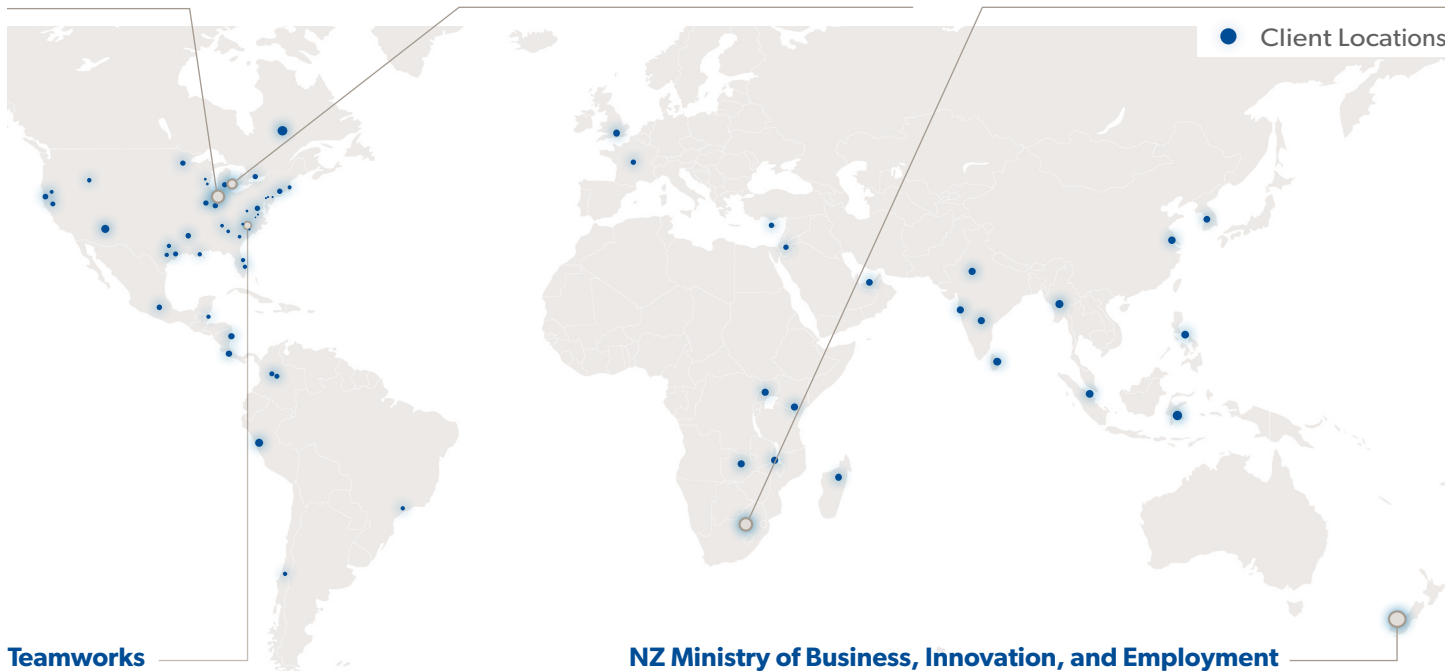 Client Locations
Teamworks
NZ Ministry of Business, Innovation, and Employment